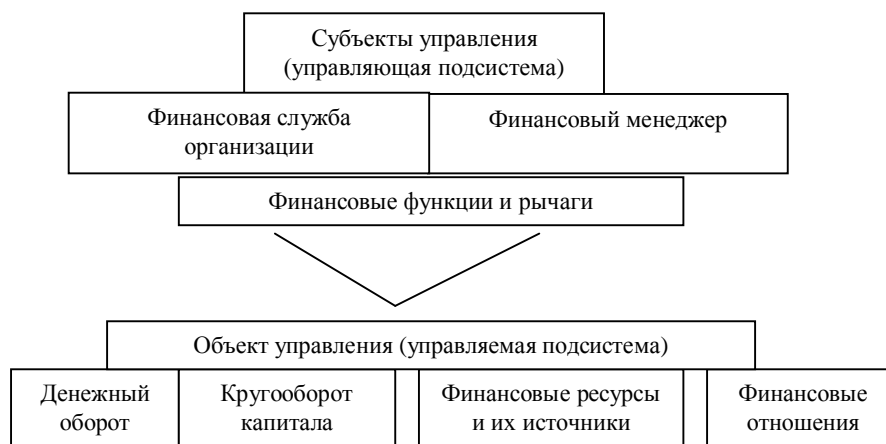 Субъекты управления
(управляющая подсистема)
Финансовая служба
организации
Финансовый менеджер
Финансовые функции и рычаги
Объект управления (управляемая подсистема)
Денежный
оборот
Кругооборот
капитала
Финансовые ресурсы
и их источники
Финансовые
отношения